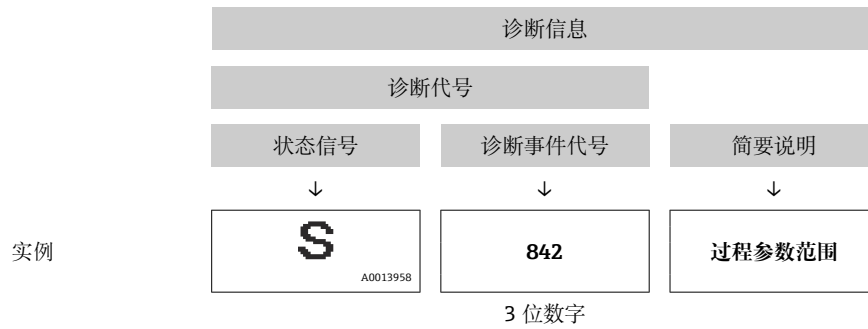 诊断信息
诊断代号
状态信号 诊断事件代号 简要说明
↓ ↓ ↓
实例 S 842 过程参数范围
A0013958
3 位数字